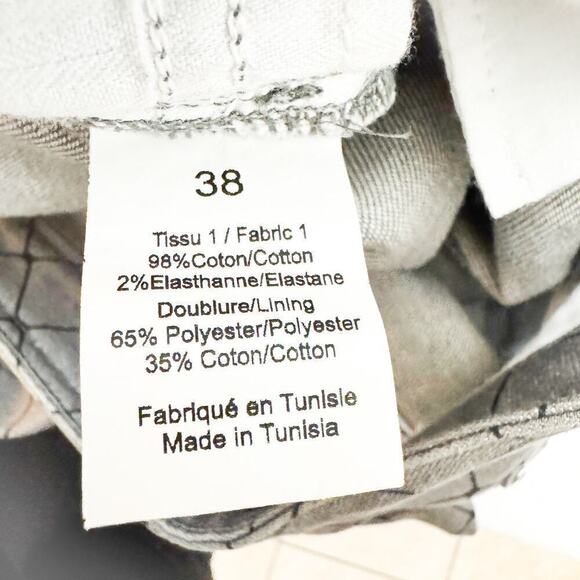 38
Tissu 1 / Fabric 1
98%Coton/Cotton
2%Elasthanne/Elastane
Doublure/Lining
65% Polyester/Polyester
35% Coton/Cotton
Fabriqué en Tunisie
Made in Tunisia